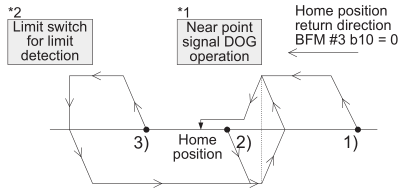 *2
Limit switch
for limit
detection
*1
Near point
signal DOG
operation
Home position
return direction
BFM #3 b10 = 0
3)
Home
position
2)
1)